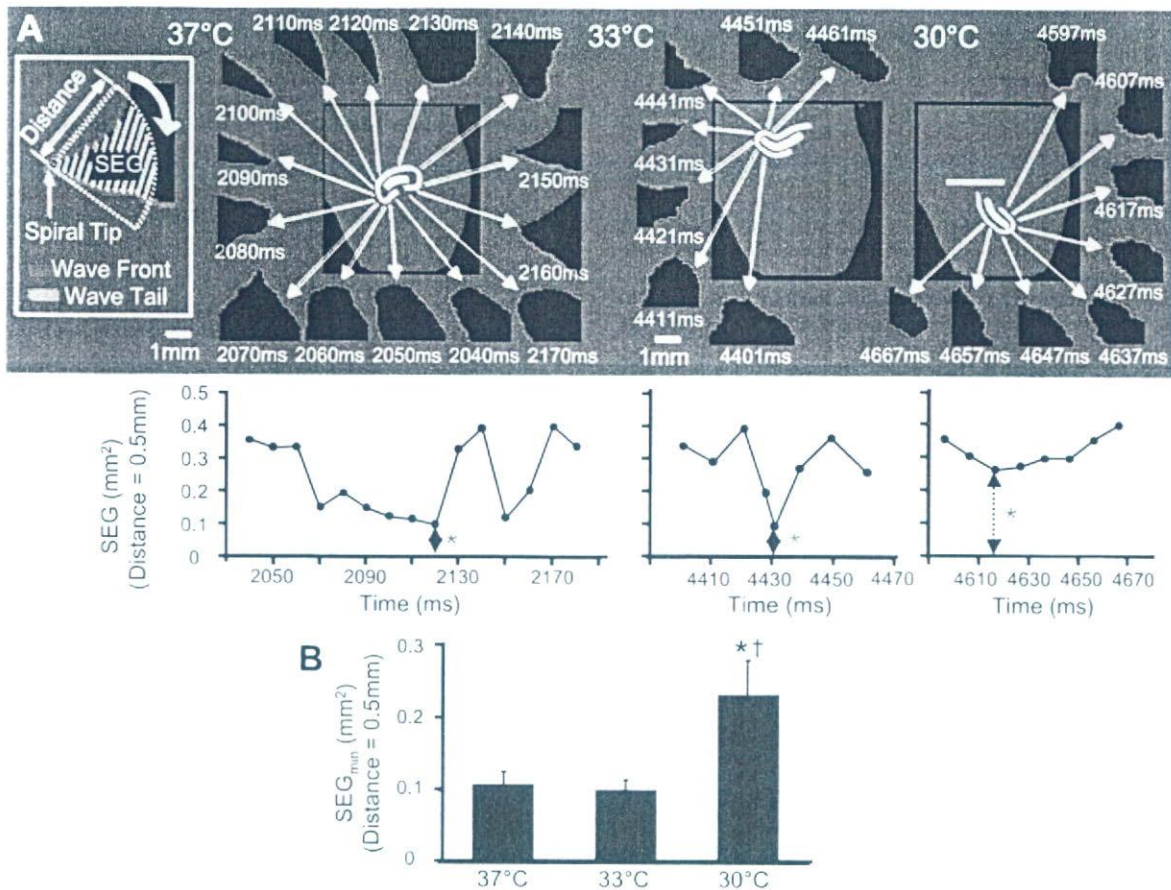 A
37°C
2110ms
2120ms
2130ms
2140ms
2100ms
2090ms
2080ms
2150ms
2160ms
2070ms 2060ms 2050ms 2040ms 2170ms
Distance
SEG
Spiral Tip
Wave Front
Wave Tail
1mm
33°C
4451ms
4461ms
4441ms
4431ms
4421ms
4411ms
4401ms
1mm
30°C
4597ms
4607ms
4617ms
4627ms
4667ms 4657ms 4647ms 4637ms
SEG (mm²)
(Distance = 0.5mm)
0.5
0.4
0.3
0.2
0.1
0
*
2050 2090 2130 2170
Time (ms)
*
4410 4430 4450 4470
Time (ms)
*
4610 4630 4650 4670
Time (ms)
B
SEGmin (mm²)
(Distance = 0.5mm)
0.3
0.2
0.1
0
*†
37°C 33°C 30°C